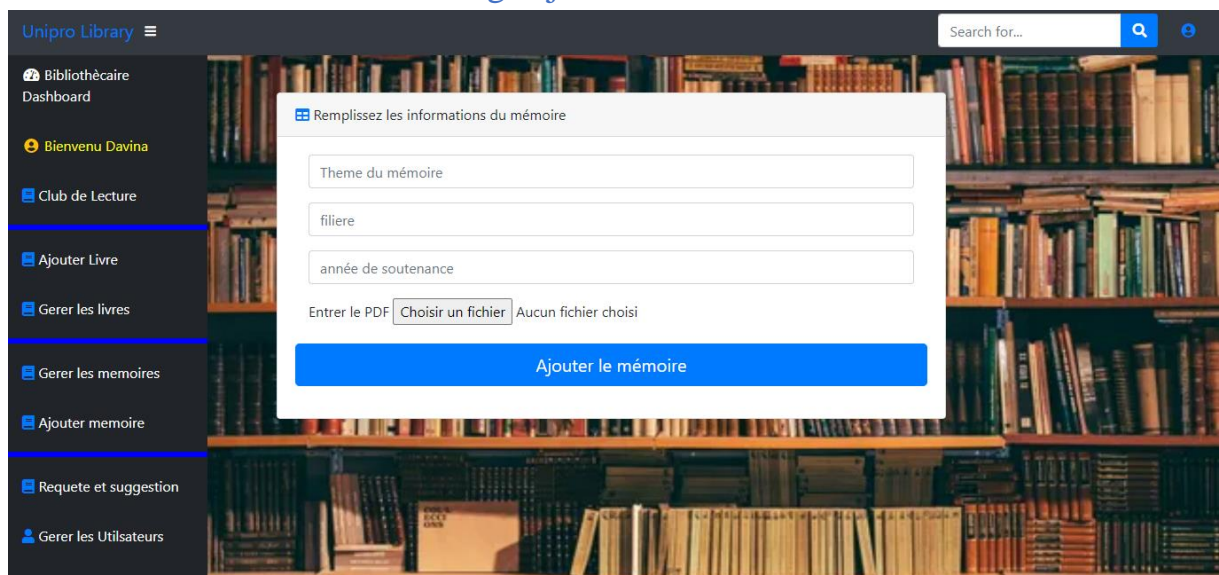 Unipro Library
Search for...
Bibliothècaire
Dashboard
Bienvenu Davina
Club de Lecture
Ajouter Livre
Gerer les livres
Gerer les memoires
Ajouter memoire
Requete et suggestion
Gerer les Utilsateurs
Remplissez les informations du mémoire
Theme du mémoire
filiere
année de soutenance
Entrer le PDF Choisir un fichier Aucun fichier choisi
Ajouter le mémoire